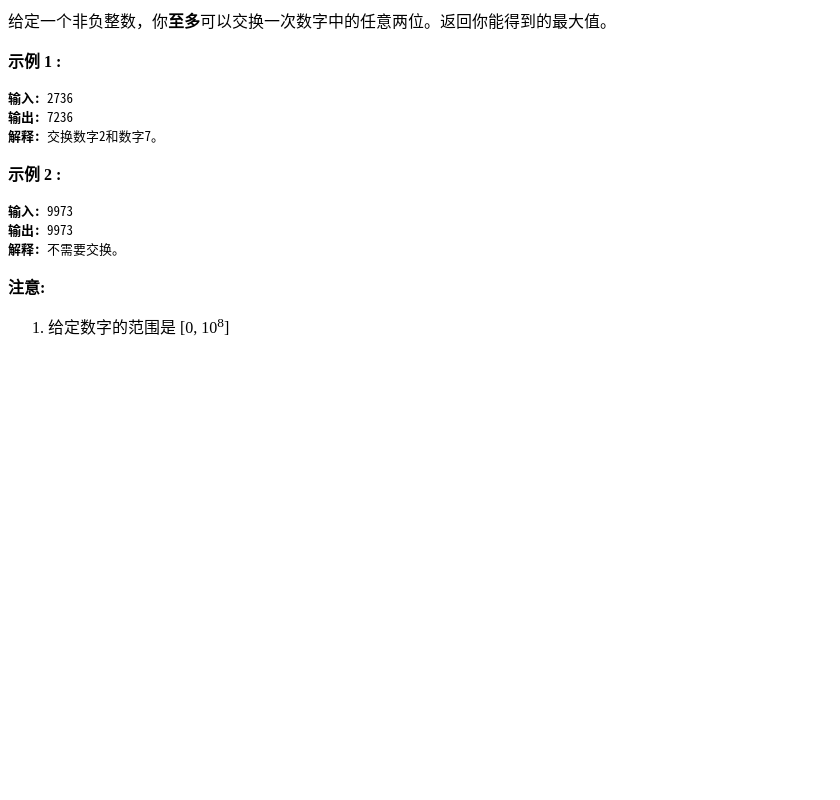 给定一个非负整数，你至多可以交换一次数字中的任意两位。返回你能得到的最大值。
示例 1 :
输入: 2736
输出: 7236
解释: 交换数字2和数字7。
示例 2 :
输入: 9973
输出: 9973
解释: 不需要交换。
注意:
1. 给定数字的范围是 [0, 10⁸]